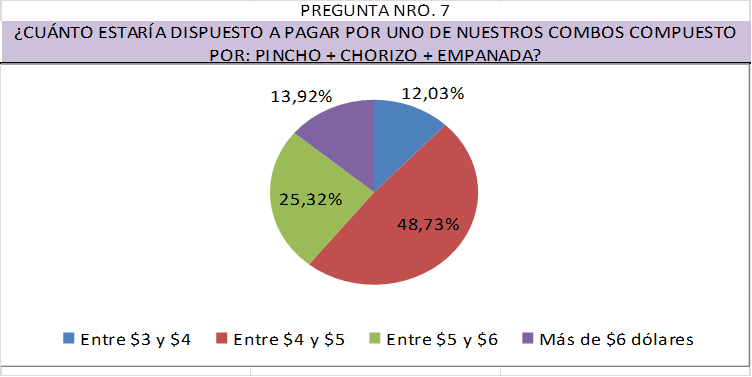 PREGUNTA NRO. 7
¿CUÁNTO ESTARÍA DISPUESTO A PAGAR POR UNO DE NUESTROS COMBOS COMPUESTO
POR: PINCHO + CHORIZO + EMPANADA?
13,92%
12,03%
25,32%
48,73%
Entre $3 y $4 Entre $4 y $5 Entre $5 y $6 Más de $6 dólares